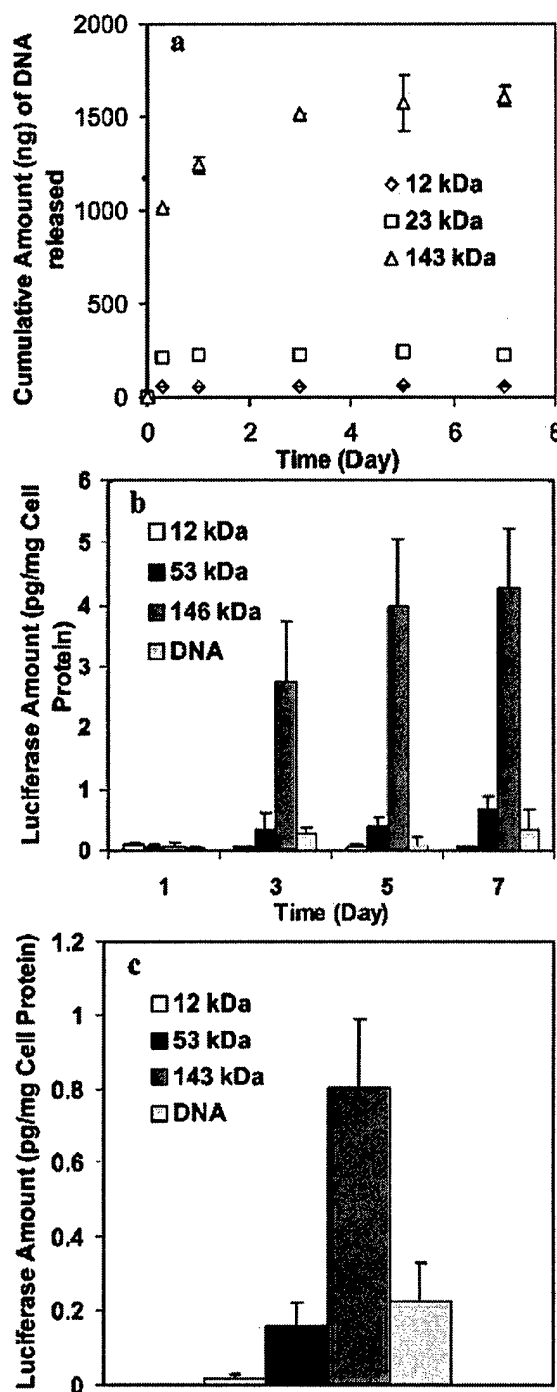 a
2000
1500
1000
500
0
Cumulative Amount (ng) of DNA
released
12 kDa
23 kDa
143 kDa
0 2 4 6 8
Time (Day)
b
6
5
4
3
2
1
0
Luciferase Amount (pg/mg Cell
Protein)
12 kDa
53 kDa
146 kDa
DNA
1 3 5 7
Time (Day)
c
1.2
1
0.8
0.6
0.4
0.2
0
Luciferase Amount (pg/mg Cell Protein)
12 kDa
53 kDa
143 kDa
DNA